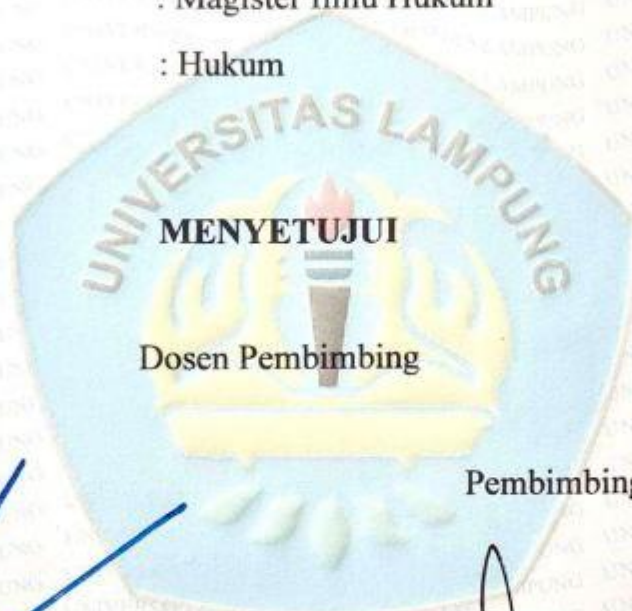 : Magister Ilmu Hukum
: Hukum
UNIVERSITAS LAMPUNG
MENYETUJUI
Dosen Pembimbing
Pembimbing